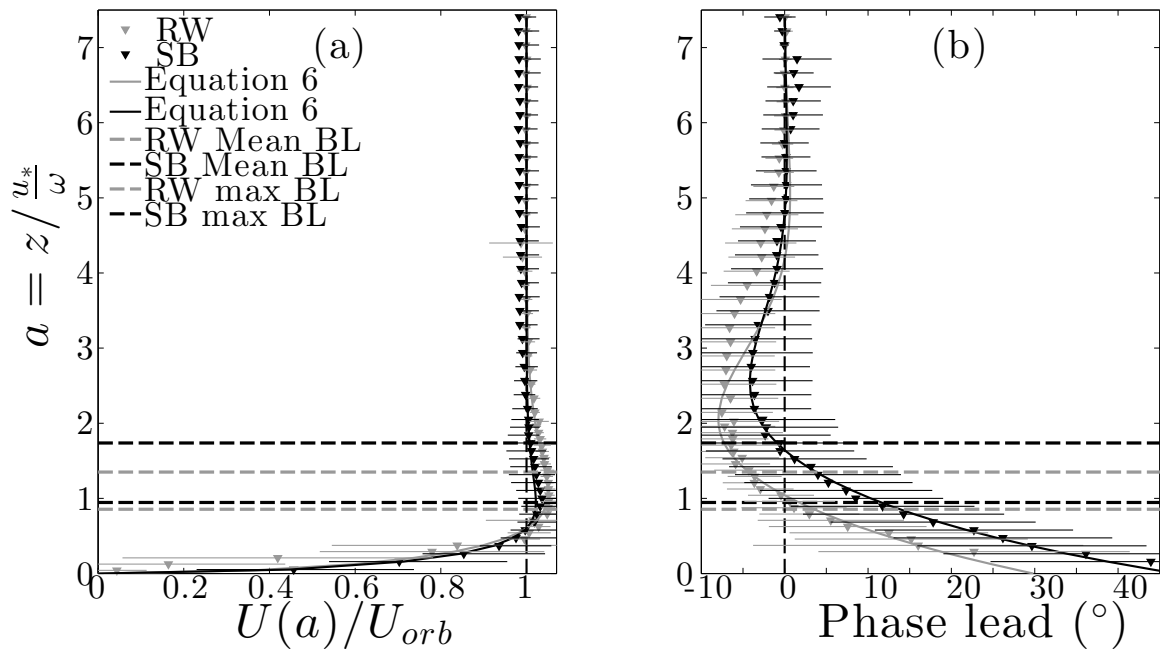 (a)
RW
SB
Equation 6
Equation 6
RW Mean BL
SB Mean BL
RW max BL
SB max BL
a = z/u*/ω
7
6
5
4
3
2
1
0
0 0.2 0.4 0.6 0.8 1
U(a)/U_orb
(b)
7
6
5
4
3
2
1
0
-10 0 10 20 30 40
Phase lead (°)